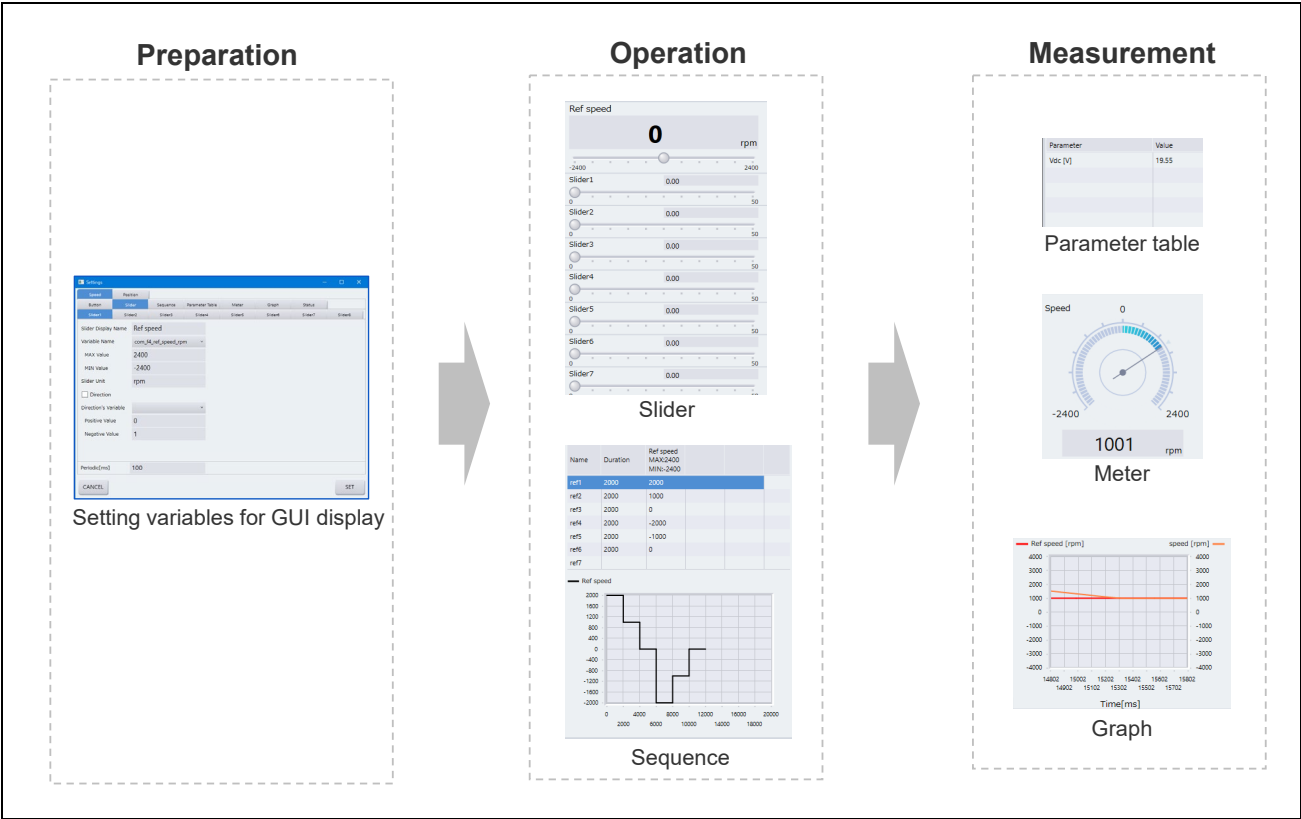 Preparation
Settings
Speed Position
Button Slider Sequence Parameter Table Meter Graph Status
Slider1 Slider2 Slider3 Slider4 Slider5 Slider6 Slider7 Slider8
Slider Display Name Ref speed
Variable Name com_f4_ref_speed_rpm
MAX Value 2400
MIN Value -2400
Slider Unit rpm
Direction
Direction's Variable
Positive Value 0
Negative Value 1
Periodic[ms] 100
CANCEL SET
Setting variables for GUI display
Operation
Ref speed
0
rpm
-2400 2400
Slider1 0.00
0 50
Slider2 0.00
0 50
Slider3 0.00
0 50
Slider4 0.00
0 50
Slider5 0.00
0 50
Slider6 0.00
0 50
Slider7 0.00
Slider
Name Duration Ref speed
MAX:2400
MIN:-2400
ref1 2000 2000
ref2 2000 1000
ref3 2000 0
ref4 2000 -2000
ref5 2000 -1000
ref6 2000 0
ref7
Ref speed
2000
1600
1200
800
400
0
-400
-800
-1200
-1600
-2000
0 4000 8000 12000 16000 20000
2000 6000 10000 14000 18000
Sequence
Measurement
Parameter Value
Vdc [V] 19.55
Parameter table
Speed 0
-2400 2400
1001 rpm
Meter
Ref speed [rpm] speed [rpm]
4000 4000
3000 3000
2000 2000
1000 1000
0 0
-1000 -1000
-2000 -2000
-3000 -3000
-4000 -4000
14802 15002 15202 15402 15602 15802
14902 15102 15302 15502 15702
Time[ms]
Graph